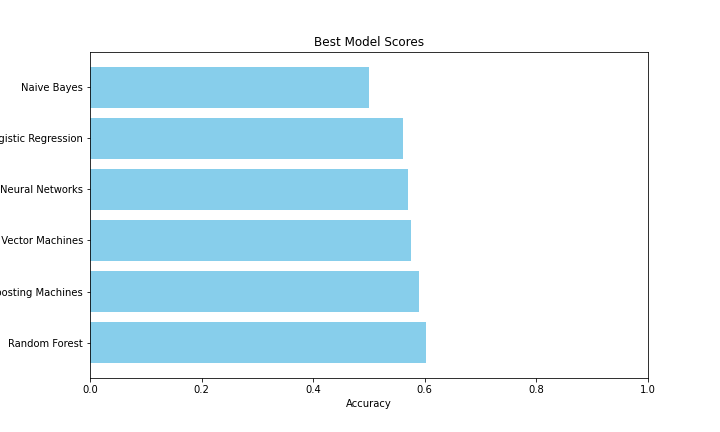 Best Model Scores
Naive Bayes
gistic Regression
Neural Networks
Vector Machines
osting Machines
Random Forest
0.0 0.2 0.4 0.6 0.8 1.0
Accuracy